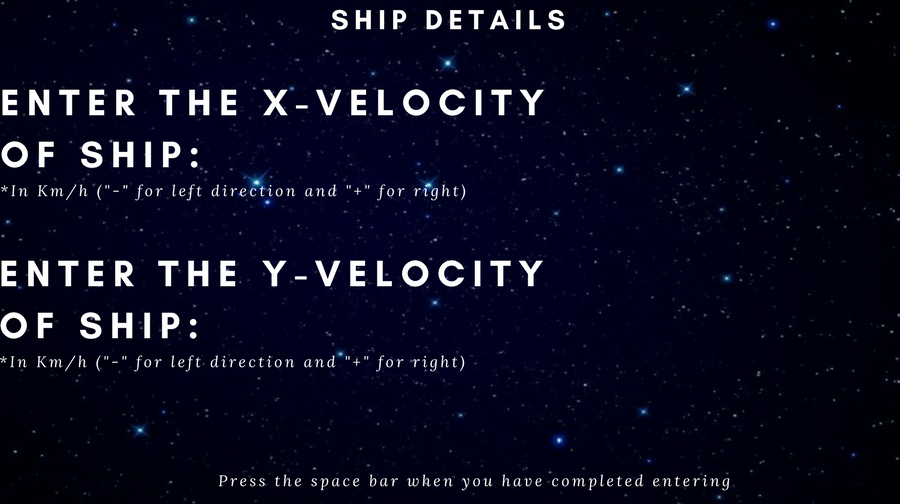 SHIP DETAILS
ENTER THE X-VELOCITY
OF SHIP:
*In Km/h ("-" for left direction and "+" for right)
ENTER THE Y-VELOCITY
OF SHIP:
*In Km/h ("-" for left direction and "+" for right)
Press the space bar when you have completed entering